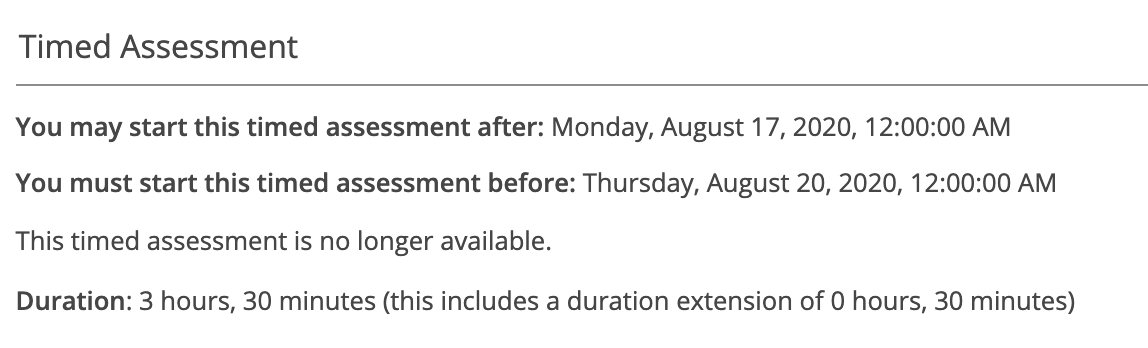 Timed Assessment
You may start this timed assessment after: Monday, August 17, 2020, 12:00:00 AM
You must start this timed assessment before: Thursday, August 20, 2020, 12:00:00 AM
This timed assessment is no longer available.
Duration: 3 hours, 30 minutes (this includes a duration extension of 0 hours, 30 minutes)